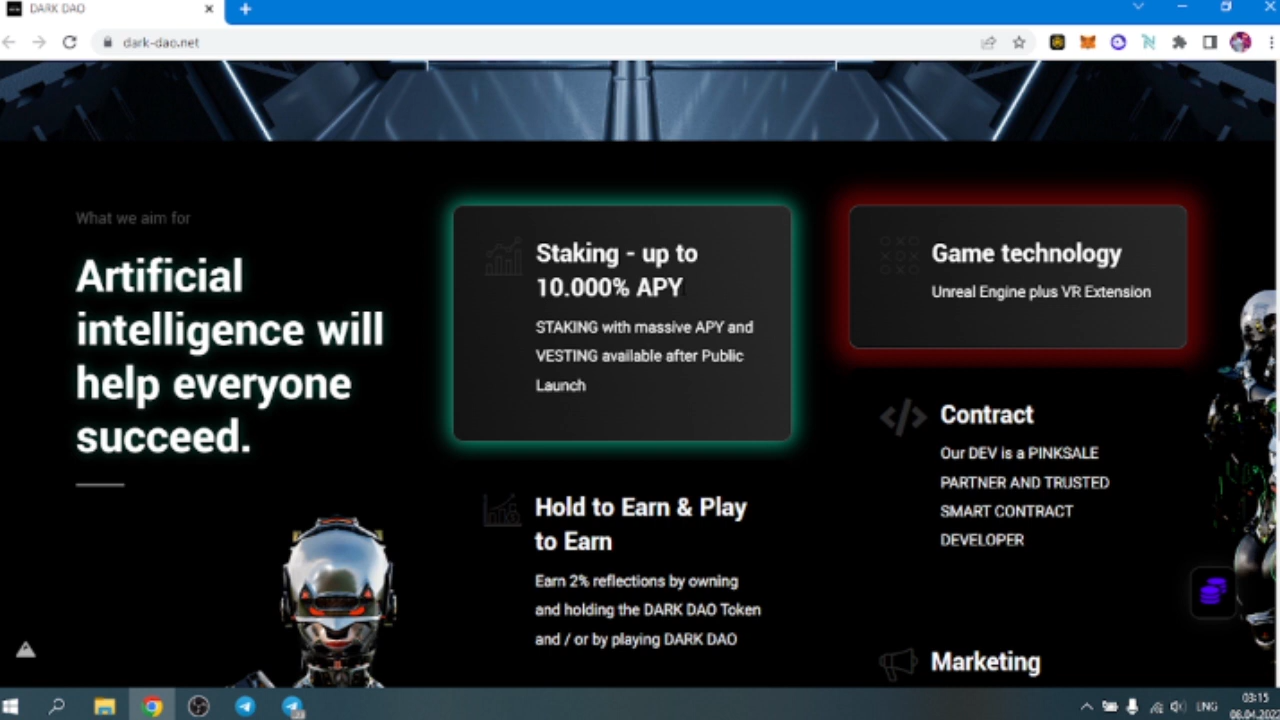 DARK DAO
dark-dao.net
What we aim for
Artificial
intelligence will
help everyone
succeed.
Staking - up to
10.000% APY
STAKING with massive APY and
VESTING available after Public
Launch
Hold to Earn & Play
to Earn
Earn 2% reflections by owning
and holding the DARK DAO Token
and / or by playing DARK DAO
Game technology
Unreal Engine plus VR Extension
Contract
Our DEV is a PINKSALE
PARTNER AND TRUSTED
SMART CONTRACT
DEVELOPER
Marketing
ENG
03:15